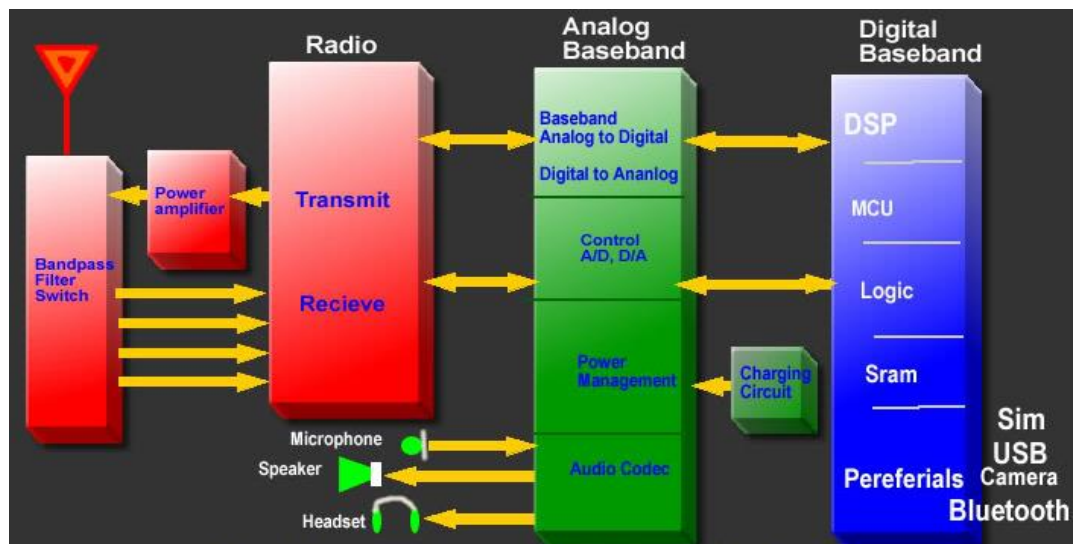 Radio
Analog
Baseband
Digital
Baseband
Baseband
Analog to Digital
Digital to Ananlog
DSP
Power
amplifier
Transmit
MCU
Control
A/D, D/A
Bandpass
Filter
Switch
Recieve
Logic
Power
Management
Charging
Circuit
Sram
Microphone
Speaker
Headset
Audio Codec
Pereferials
Sim
USB
Camera
Bluetooth